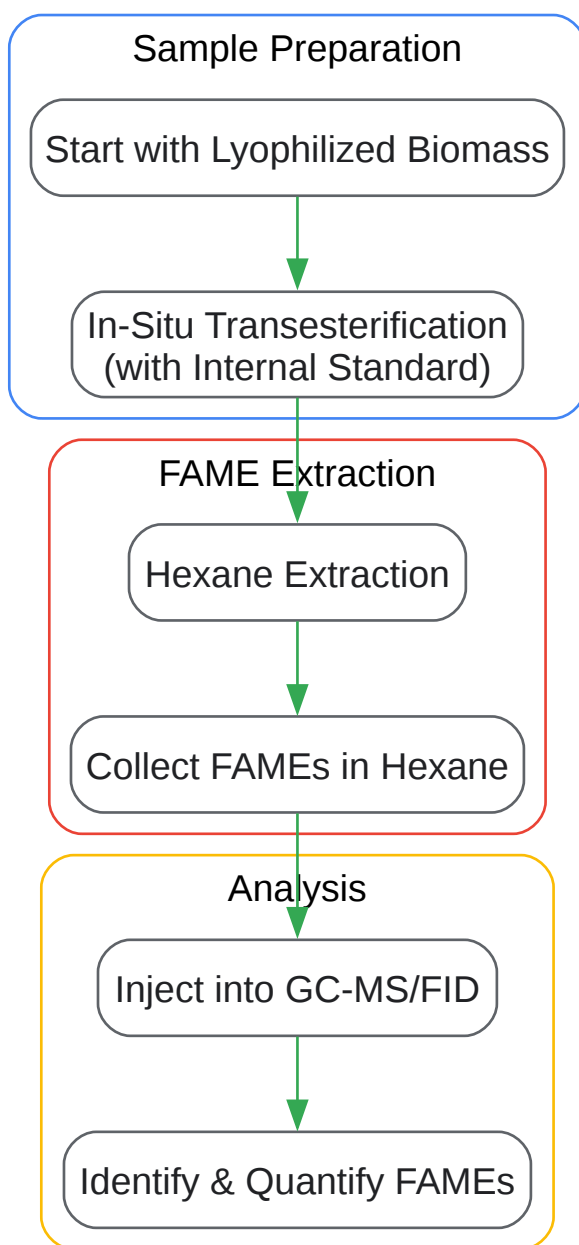 Sample Preparation
Start with Lyophilized Biomass
In-Situ Transesterification
(with Internal Standard)
FAME Extraction
Hexane Extraction
Collect FAMEs in Hexane
Analysis
Inject into GC-MS/FID
Identify & Quantify FAMEs